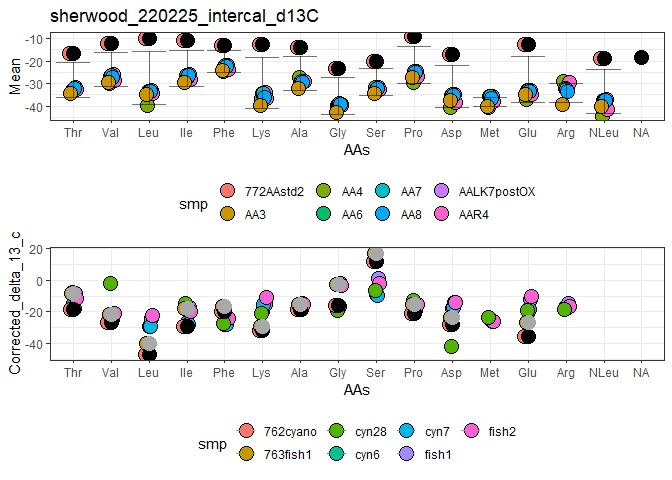 sherwood_220225_intercal_d13C
Mean
-10
-20
-30
-40
Thr Val Leu Ile Phe Lys Ala Gly Ser Pro Asp Met Glu Arg NLeu NA
AAs
smp
772AAstd2 AA4 AA7 AALK7postOX
AA3 AA6 AA8 AAR4
Corrected_delta_13_c
20
0
-20
-40
Thr Val Leu Ile Phe Lys Ala Gly Ser Pro Asp Met Glu Arg NLeu NA
AAs
smp
762cyano cyn28 cyn7 fish2
763fish1 cyn6 fish1